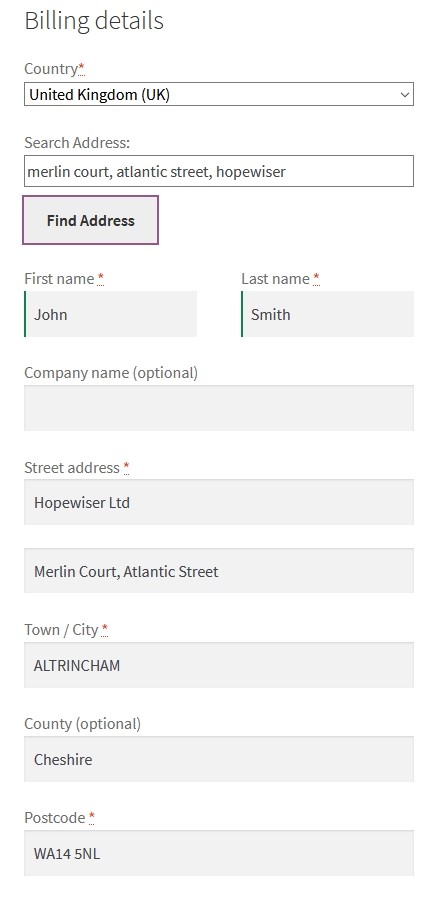 Billing details
Country*
United Kingdom (UK)
Search Address:
merlin court, atlantic street, hopewiser
Find Address
First name * Last name *
John Smith
Company name (optional)
Street address *
Hopewiser Ltd
Merlin Court, Atlantic Street
Town / City *
ALTRINCHAM
County (optional)
Cheshire
Postcode *
WA14 5NL